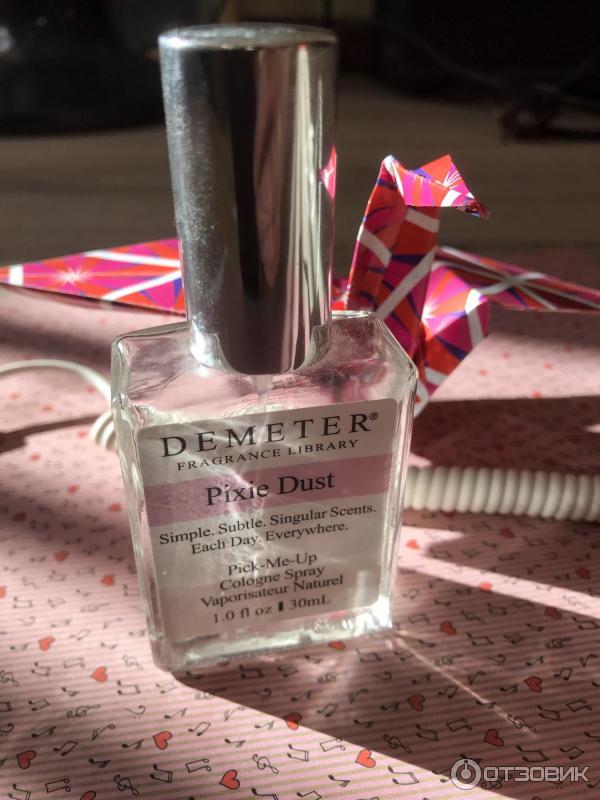 DEMETER®
FRAGRANCE LIBRARY
Pixie Dust
Simple. Subtle. Singular Scents.
Each Day. Everywhere.
Pick-Me-Up
Cologne Spray
Vaporisateur Naturel
1.0 fl oz ▮ 30mL
ОТЗОВИК